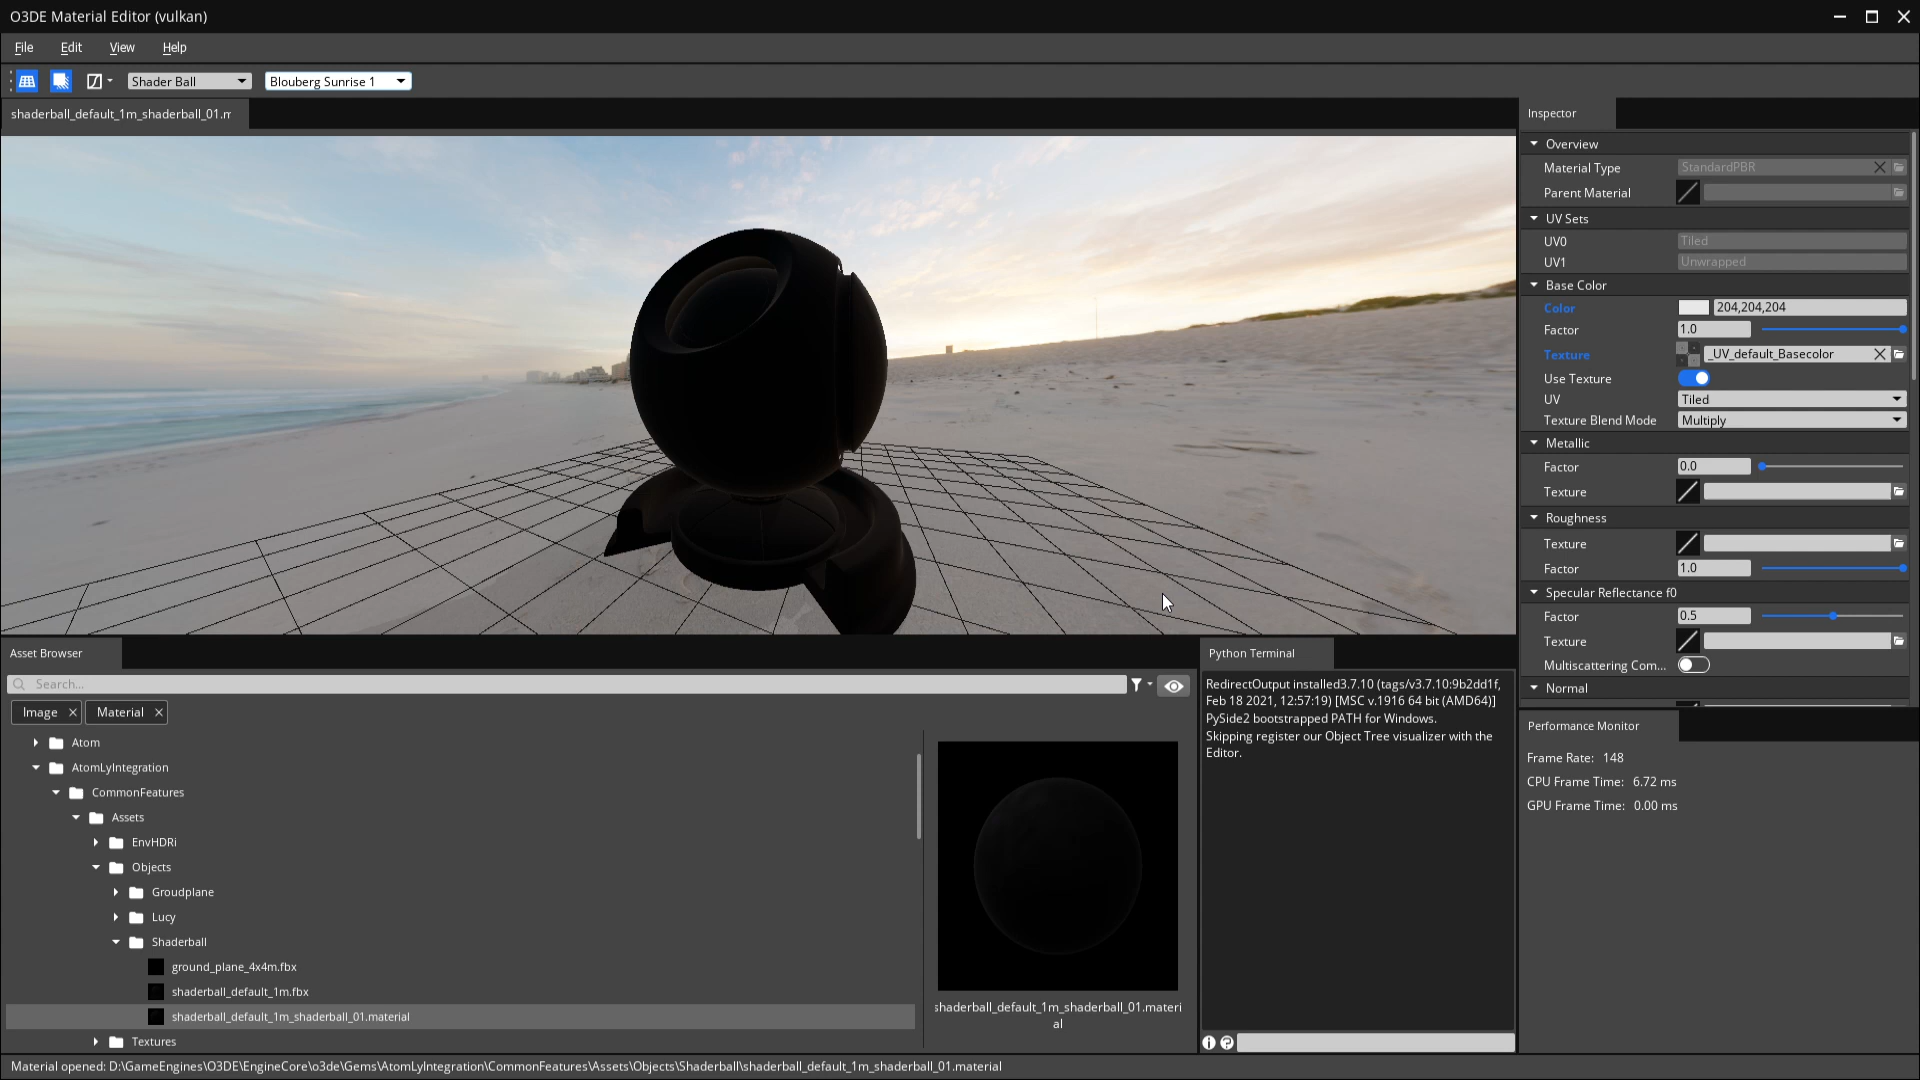 O3DE Material Editor (vulkan)
File Edit View Help
Shader Ball Blouberg Sunrise 1
shaderball_default_1m_shaderball_01.m
Inspector
Overview
Material Type StandardPBR
Parent Material
UV Sets
UV0 Tiled
UV1 Unwrapped
Base Color
Color 204,204,204
Factor 1.0
Texture _UV_default_Basecolor
Use Texture
UV Tiled
Texture Blend Mode Multiply
Metallic
Factor 0.0
Texture
Roughness
Texture
Factor 1.0
Specular Reflectance f0
Factor 0.5
Texture
Multiscattering Com...
Normal
Asset Browser
Search...
Image Material
Atom
AtomLyIntegration
CommonFeatures
Assets
EnvHDRi
Objects
Groudplane
Lucy
Shaderball
ground_plane_4x4m.fbx
shaderball_default_1m.fbx
shaderball_default_1m_shaderball_01.material
Textures
shaderball_default_1m_shaderball_01.materi
al
Python Terminal
RedirectOutput installed3.7.10 (tags/v3.7.10:9b2dd1f,
Feb 18 2021, 12:57:19) [MSC v.1916 64 bit (AMD64)]
PySide2 bootstrapped PATH for Windows.
Skipping register our Object Tree visualizer with the
Editor.
Performance Monitor
Frame Rate: 148
CPU Frame Time: 6.72 ms
GPU Frame Time: 0.00 ms
Material opened: D:\GameEngines\O3DE\EngineCore\o3de\Gems\AtomLyIntegration\CommonFeatures\Assets\Objects\Shaderball\shaderball_default_1m_shaderball_01.material